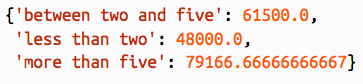 {'between two and five': 61500.0,
'less than two': 48000.0,
'more than five': 79166.66666666667}